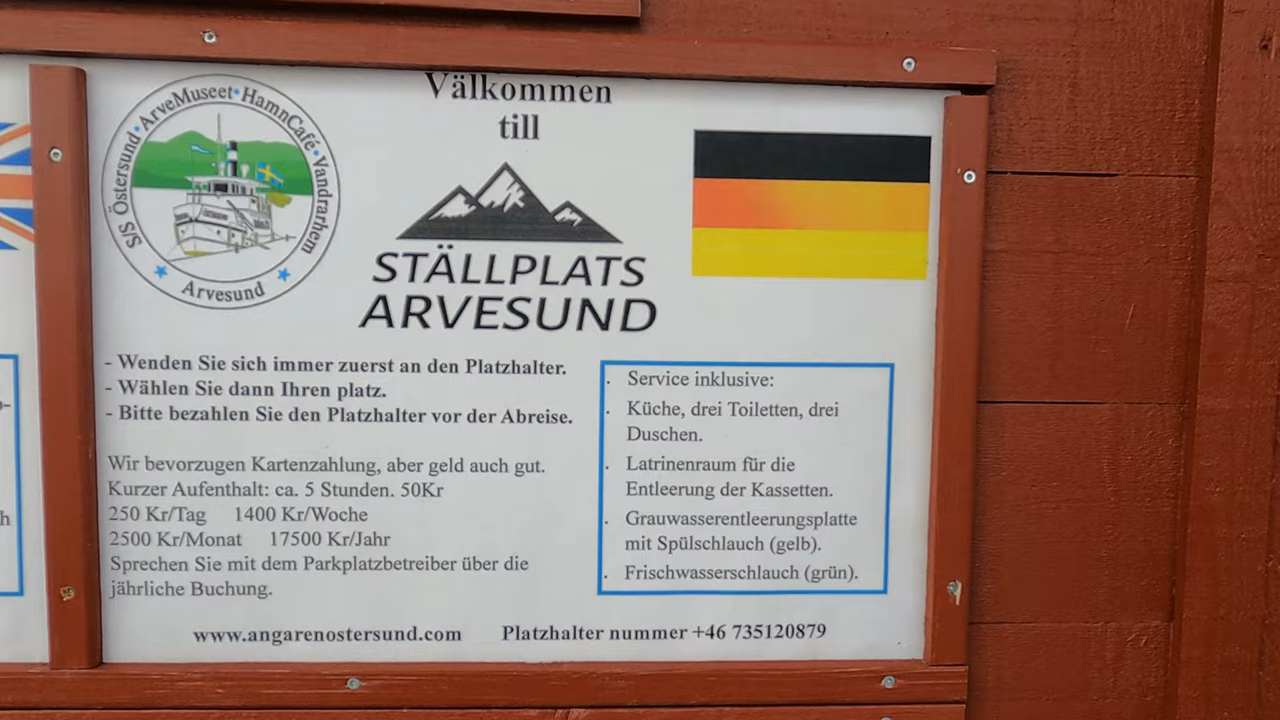 S/S Östersund • ArveMuseet • HamnCafé • Vandrarhem
Arvesund
Välkommen
till
STÄLLPLATS
ARVESUND
- Wenden Sie sich immer zuerst an den Platzhalter.
- Wählen Sie dann Ihren platz.
- Bitte bezahlen Sie den Platzhalter vor der Abreise.
Wir bevorzugen Kartenzahlung, aber geld auch gut.
Kurzer Aufenthalt: ca. 5 Stunden. 50Kr
250 Kr/Tag 1400 Kr/Woche
2500 Kr/Monat 17500 Kr/Jahr
Sprechen Sie mit dem Parkplatzbetreiber über die
jährliche Buchung.
· Service inklusive:
· Küche, drei Toiletten, drei
Duschen.
· Latrinenraum für die
Entleerung der Kassetten.
· Grauwasserentleerungsplatte
mit Spülschlauch (gelb).
· Frischwasserschlauch (grün).
www.angarenostersund.com Platzhalter nummer +46 735120879